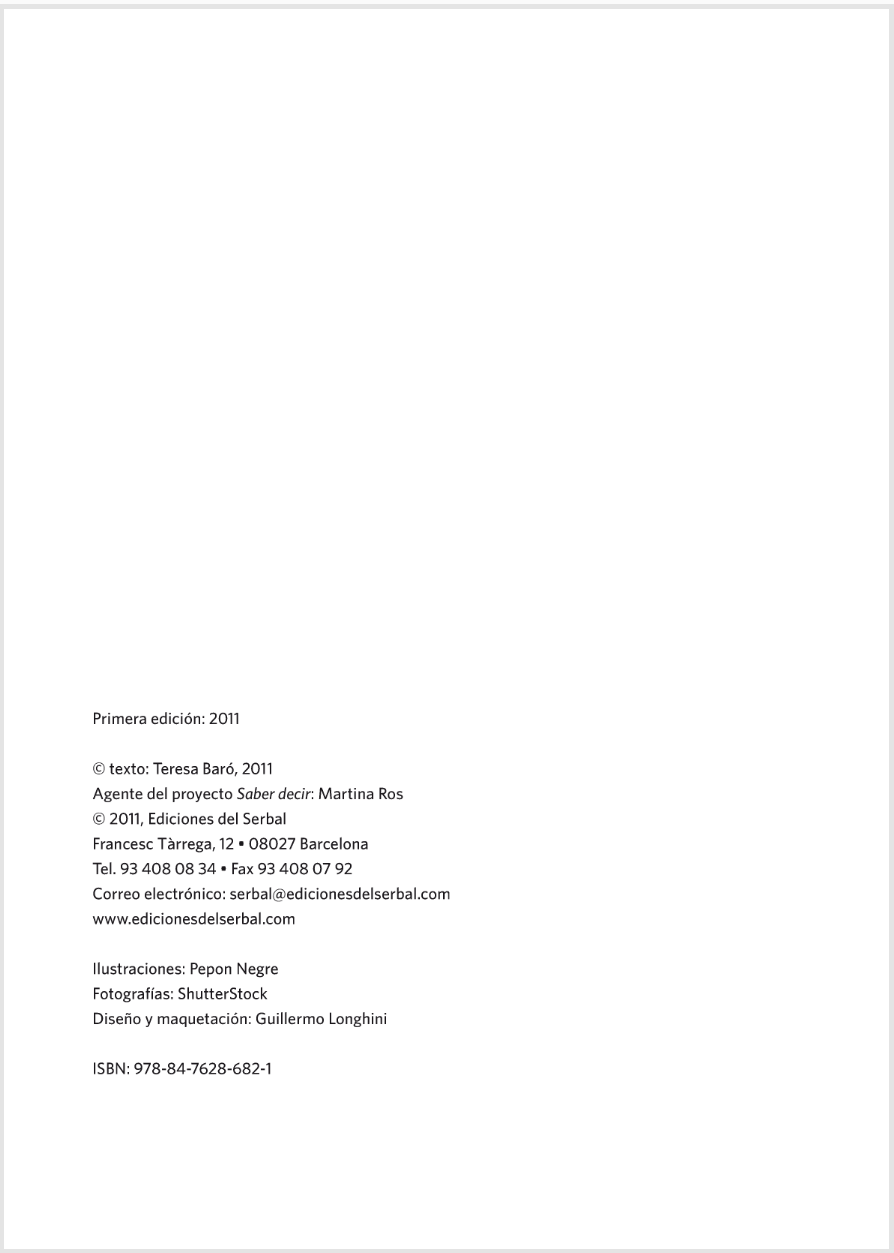 Primera edición: 2011
© texto: Teresa Baró, 2011
Agente del proyecto Saber decir: Martina Ros
© 2011, Ediciones del Serbal
Francesc Tàrrega, 12 • 08027 Barcelona
Tel. 93 408 08 34 • Fax 93 408 07 92
Correo electrónico: serbal@edicionesdelserbal.com
www.edicionesdelserbal.com
Ilustraciones: Pepon Negre
Fotografías: ShutterStock
Diseño y maquetación: Guillermo Longhini
ISBN: 978-84-7628-682-1